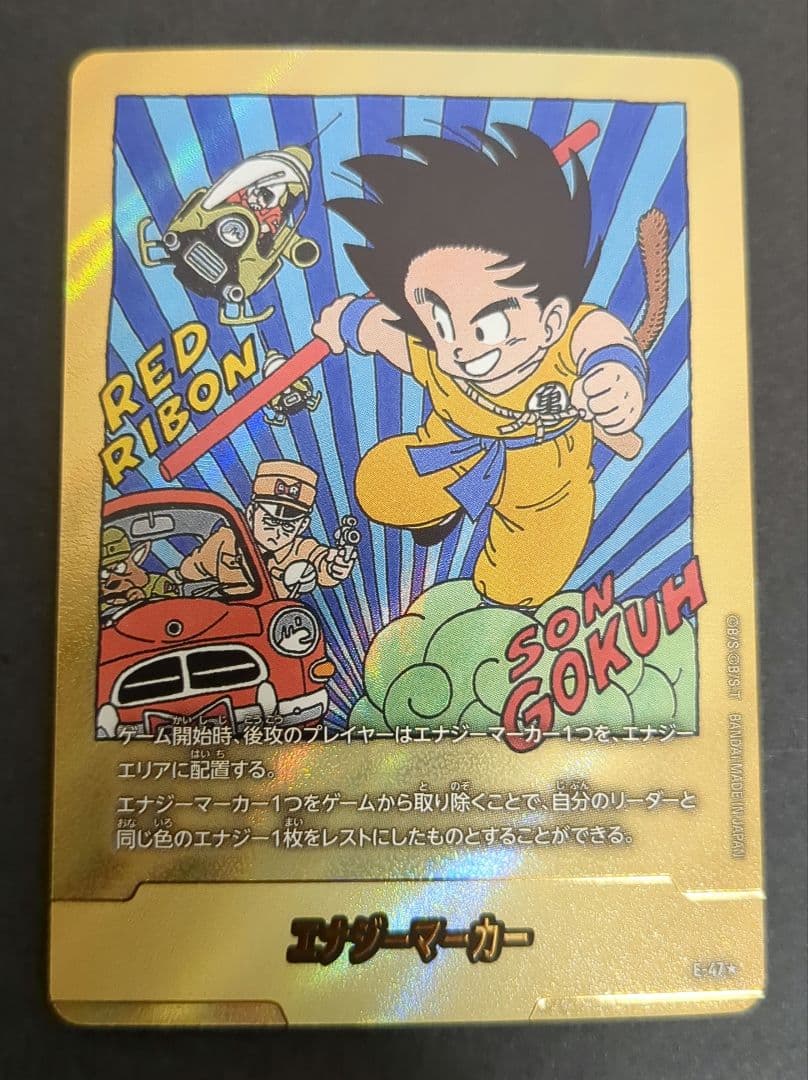 RED
RIBON
亀
SON
GOKUH
ゲーム開始時、後攻のプレイヤーはエナジーマーカー1つを、エナジー
エリアに配置する。
エナジーマーカー1つをゲームから取り除くことで、自分のリーダーと
同じ色のエナジー1枚をレストにしたものとすることができる。
©B/S ©B/S·T BANDAI MADE IN JAPAN
エナジーマーカー
E-47★